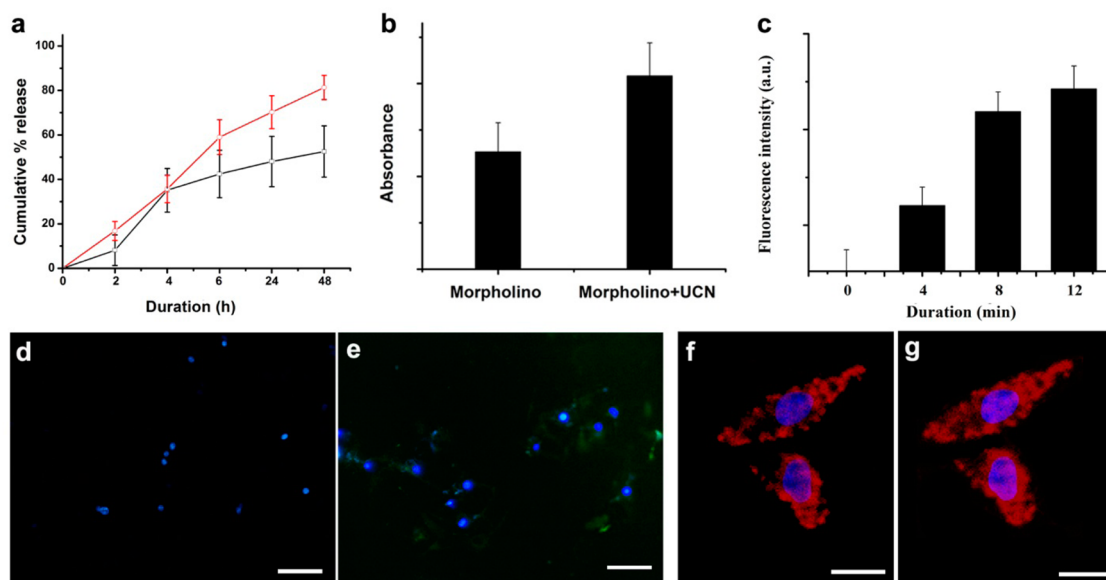 a
Cumulative % release
100
80
60
40
20
0
0 2 4 6 24 48
Duration (h)
b
Absorbance
Morpholino Morpholino+UCN
c
Fluorescence intensity (a.u.)
0 4 8 12
Duration (min)
d
e
f
g